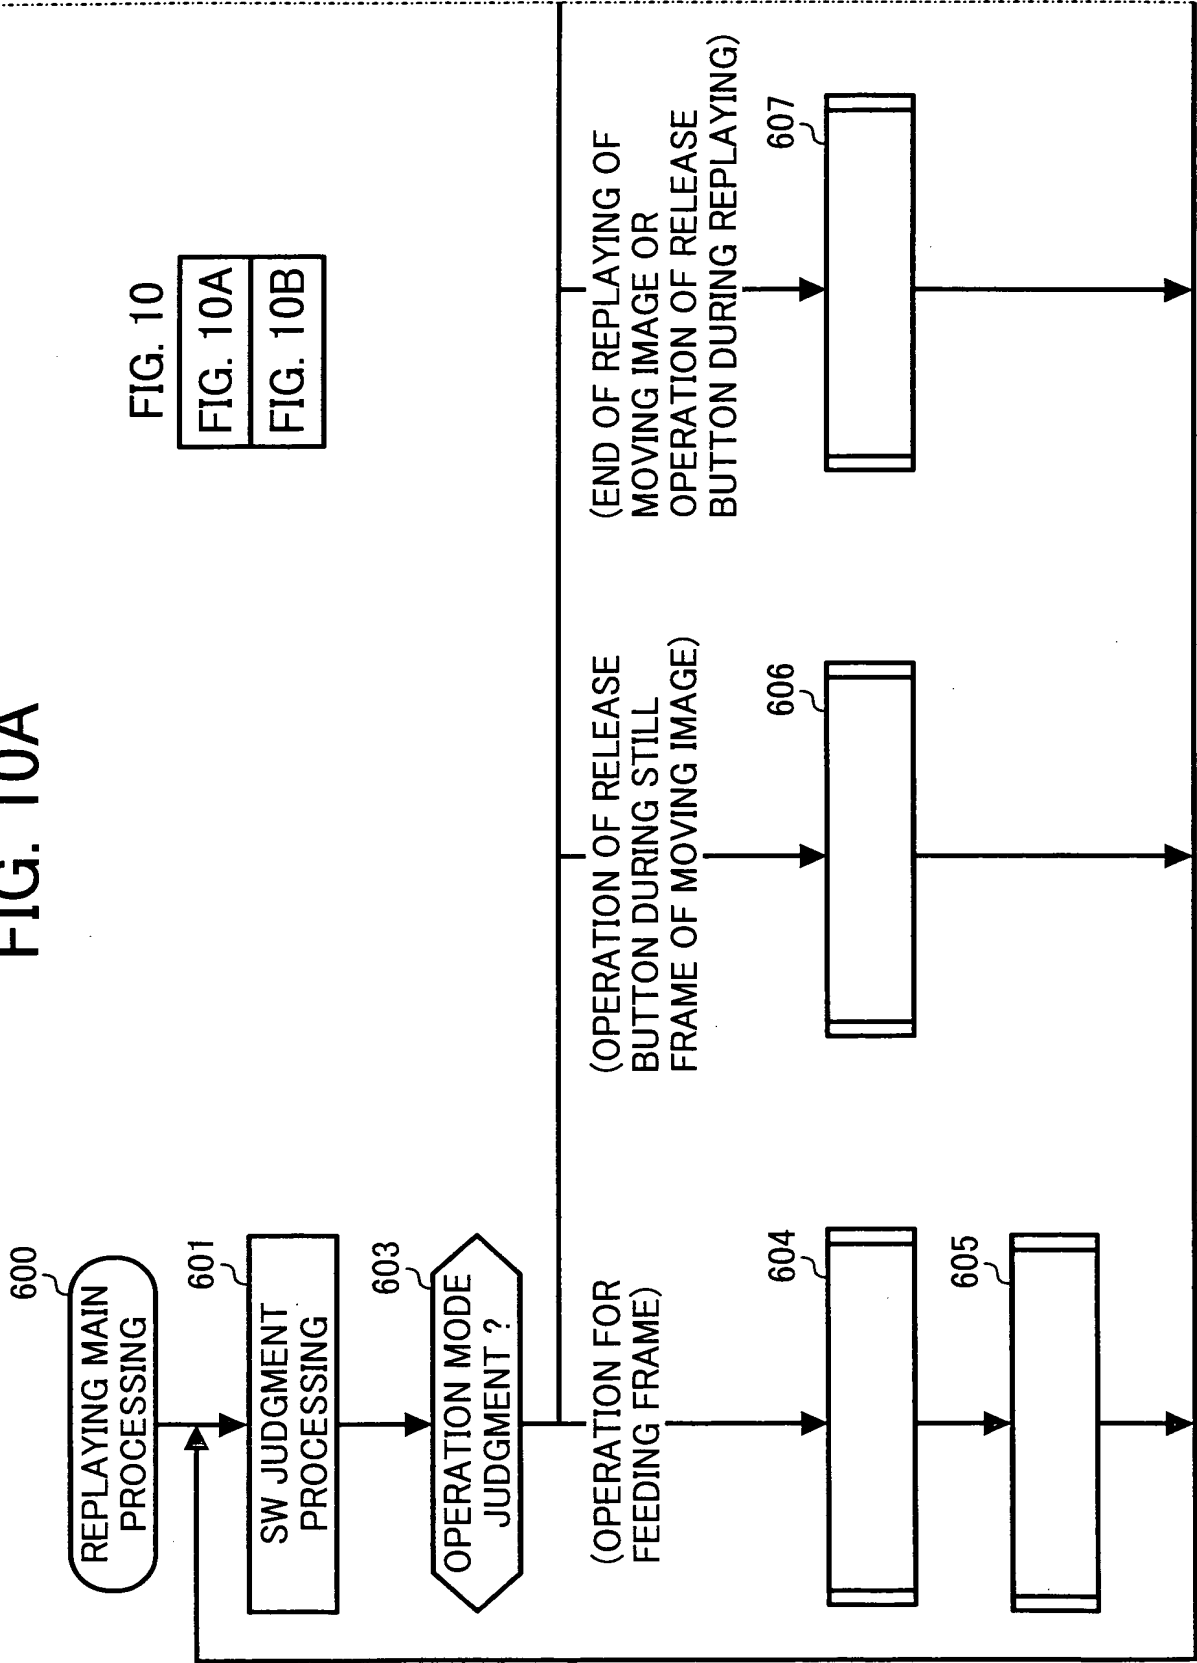 FIG. 10A
FIG. 10
FIG. 10A
FIG. 10B
600
REPLAYING MAIN
PROCESSING
601
SW JUDGMENT
PROCESSING
603
OPERATION MODE
JUDGMENT ?
(OPERATION FOR
FEEDING FRAME)
604
605
(OPERATION OF RELEASE
BUTTON DURING STILL
FRAME OF MOVING IMAGE)
606
(END OF REPLAYING OF
MOVING IMAGE OR
OPERATION OF RELEASE
BUTTON DURING REPLAYING)
607